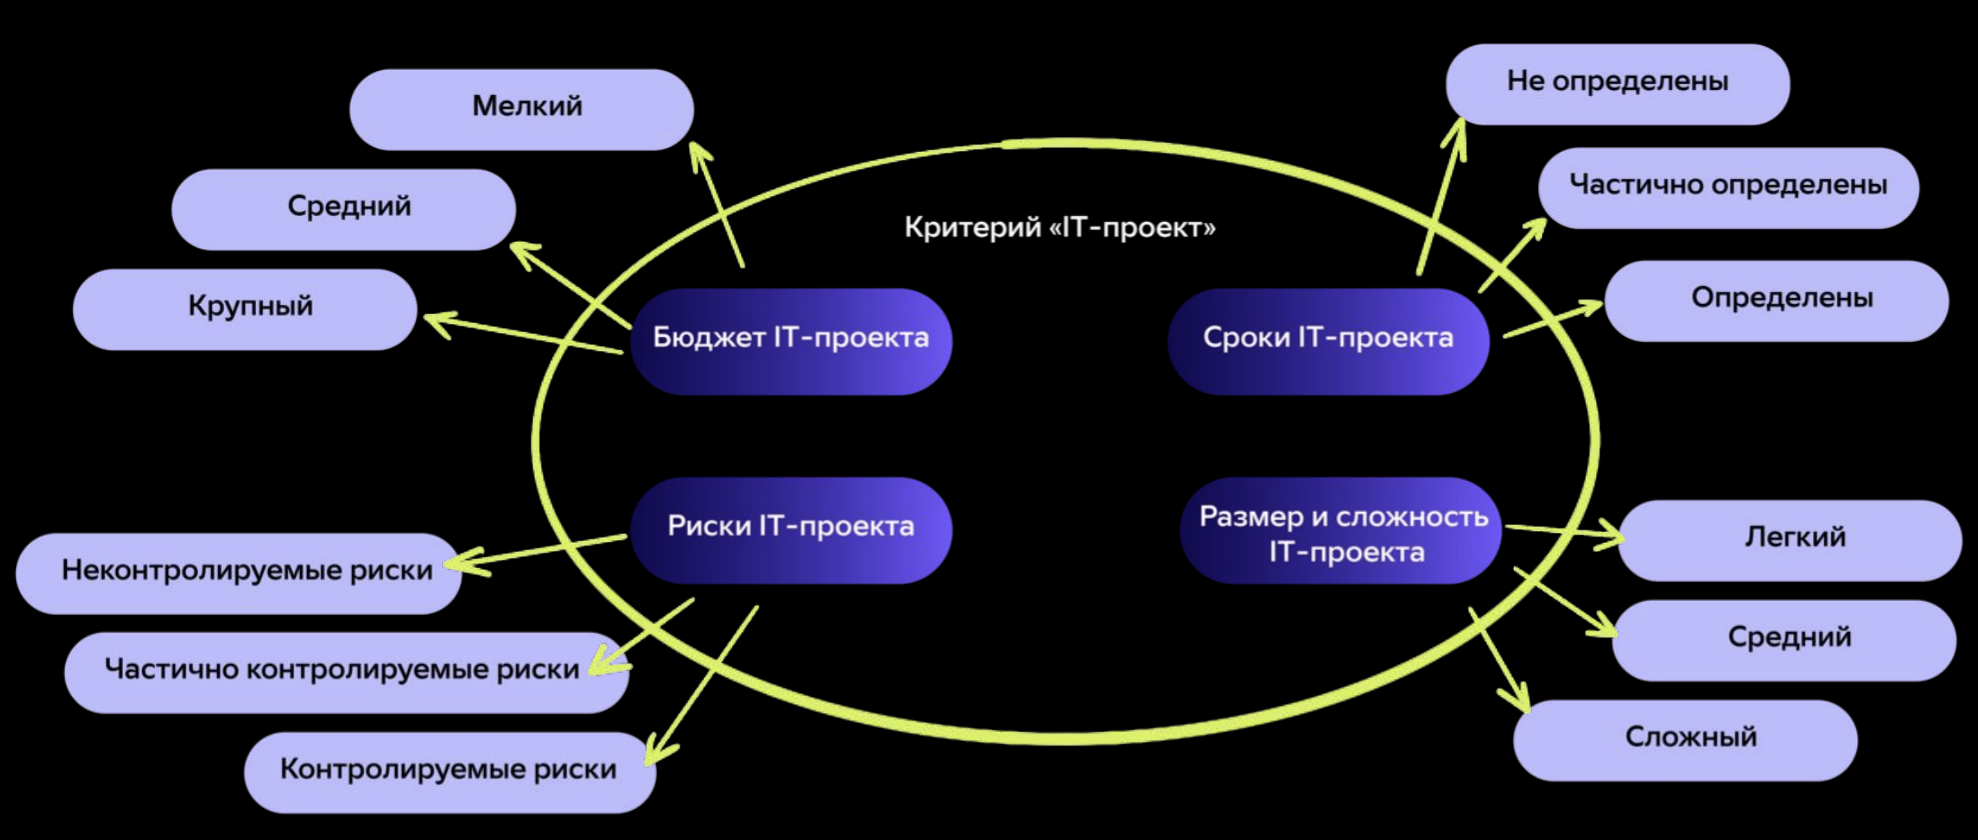 Критерий «IT-проект»
Бюджет IT-проекта
Мелкий
Средний
Крупный
Сроки IT-проекта
Не определены
Частично определены
Определены
Риски IT-проекта
Неконтролируемые риски
Частично контролируемые риски
Контролируемые риски
Размер и сложность
IT-проекта
Легкий
Средний
Сложный